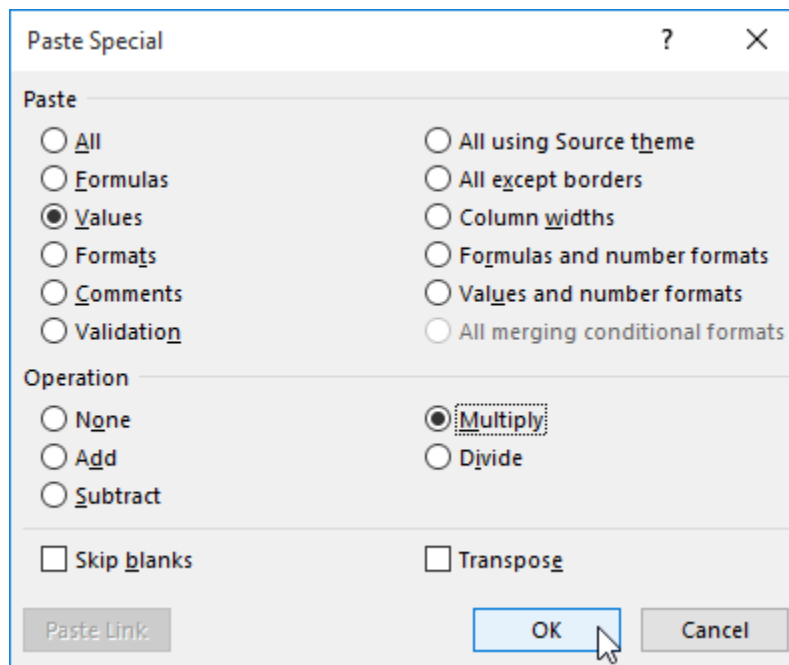 Paste Special ?
Paste
All
Formulas
Values
Formats
Comments
Validation
All using Source theme
All except borders
Column widths
Formulas and number formats
Values and number formats
All merging conditional formats
Operation
None
Add
Subtract
Multiply
Divide
Skip blanks
Transpose
Paste Link
OK
Cancel